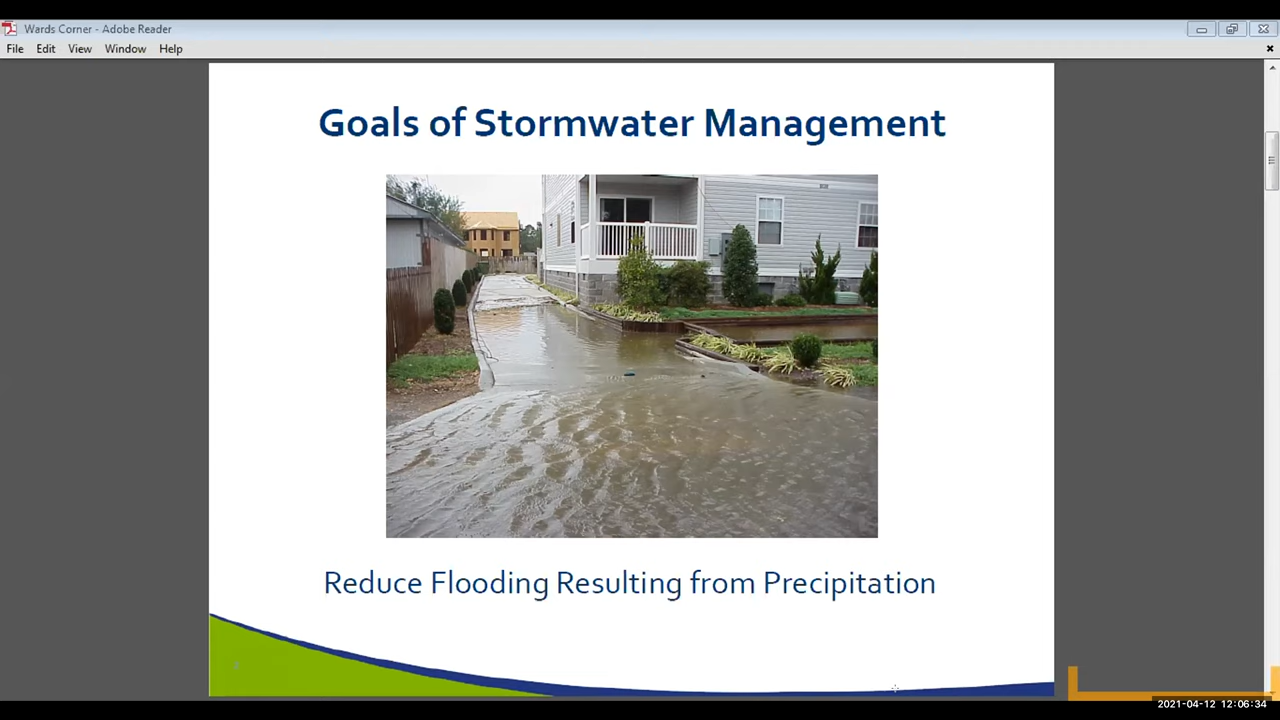 Wards Corner - Adobe Reader
File Edit View Window Help
Goals of Stormwater Management
Reduce Flooding Resulting from Precipitation
2021-04-12 12:06:34